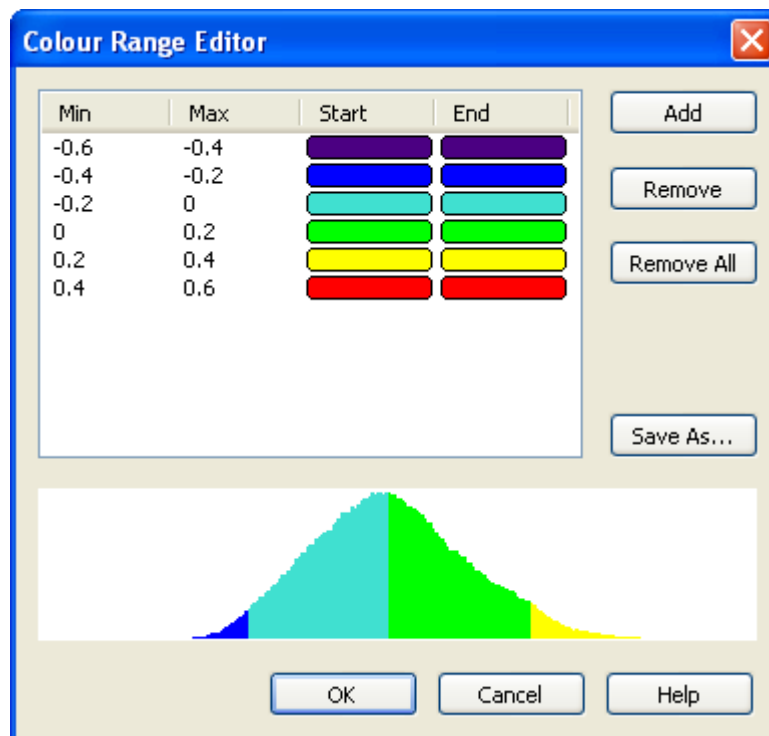 Colour Range Editor
Min Max Start End
-0.6 -0.4
-0.4 -0.2
-0.2 0
0 0.2
0.2 0.4
0.4 0.6
Add
Remove
Remove All
Save As...
OK Cancel Help